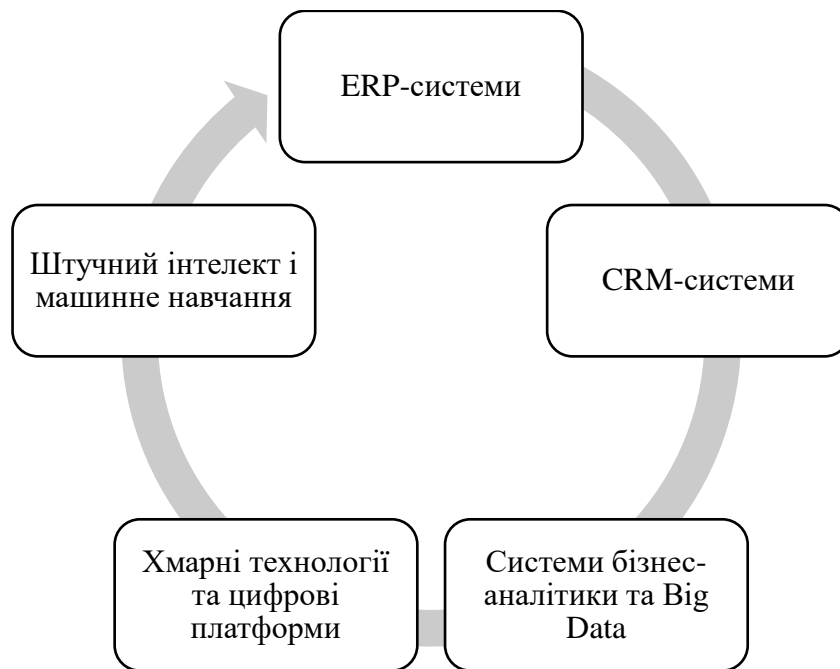 ERP-системи
CRM-системи
Системи бізнес-
аналітики та Big
Data
Хмарні технології
та цифрові
платформи
Штучний інтелект і
машинне навчання